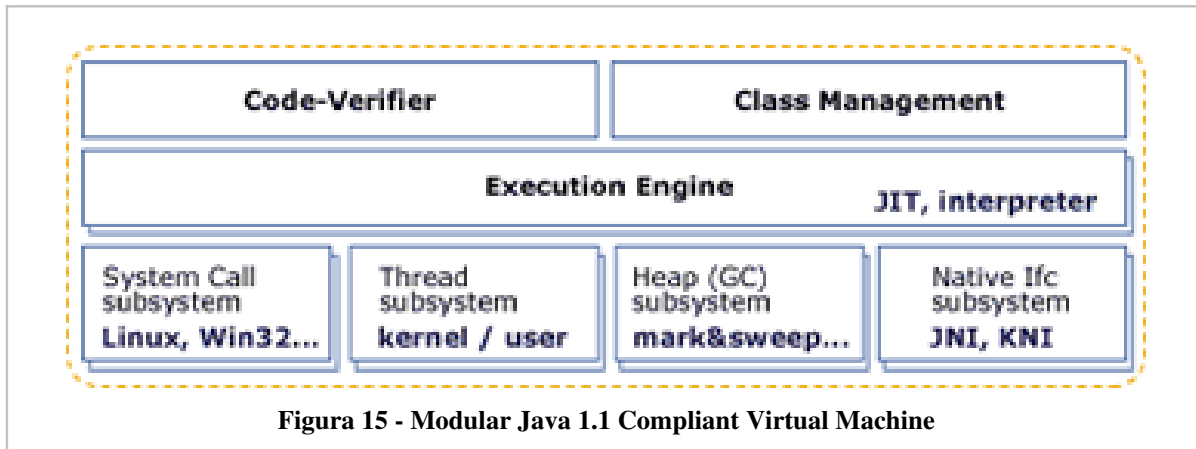 Code-Verifier
Class Management
Execution Engine
JIT, interpreter
System Call
subsystem
Linux, Win32...
Thread
subsystem
kernel / user
Heap (GC)
subsystem
mark&sweep...
Native Ifc
subsystem
JNI, KNI
Figura 15 - Modular Java 1.1 Compliant Virtual Machine